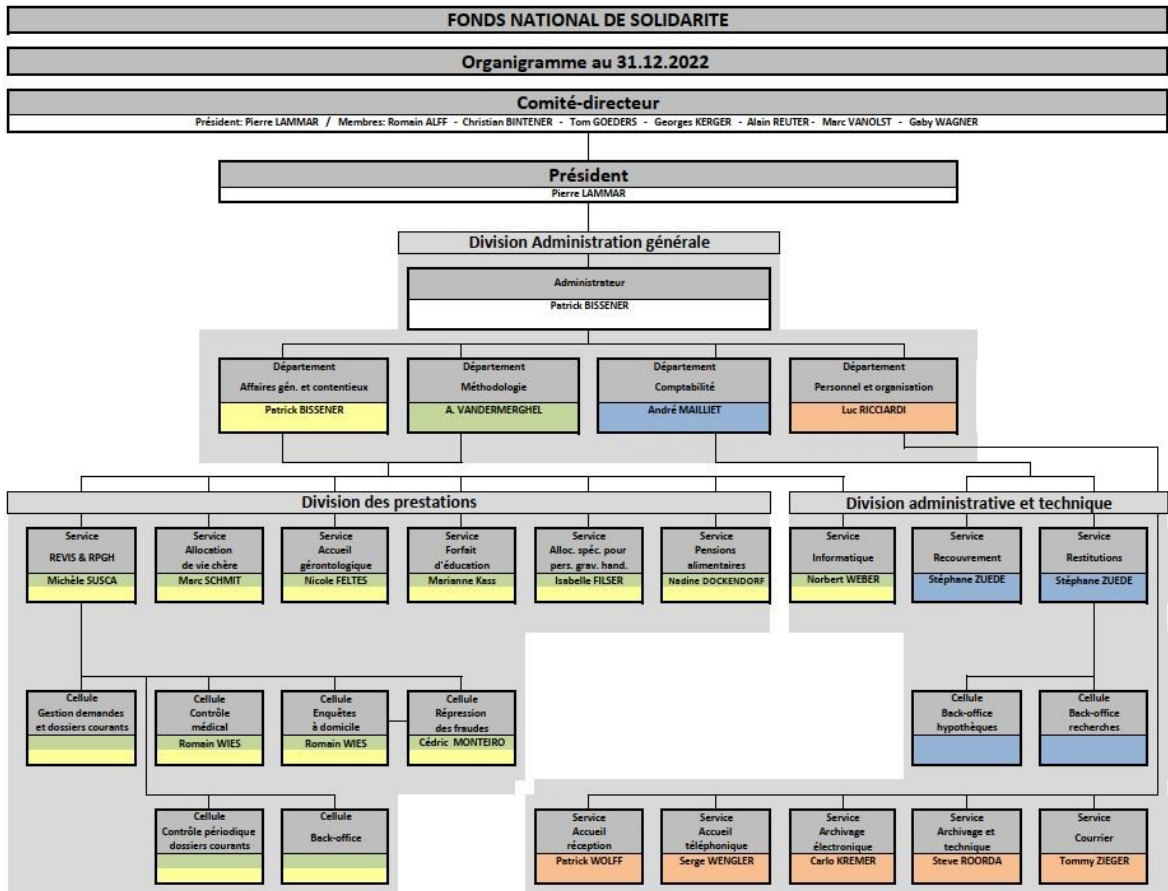 FONDS NATIONAL DE SOLIDARITE
Organigramme au 31.12.2022
Comité-directeur
Président: Pierre LAMMAR / Membres: Romain ALFF - Christian BINTENER - Tom GOEDERS - Georges KERGER - Alain REUTER - Marc VANOLST - Gaby WAGNER
Président
Pierre LAMMAR
Division Administration générale
Administrateur
Patrick BISSENER
Département
Affaires gén. et contentieux
Patrick BISSENER
Département
Méthodologie
A. VANDERMERGHEL
Département
Comptabilité
André MAILLIET
Département
Personnel et organisation
Luc RICCIARDI
Division des prestations
Division administrative et technique
Service
REVIS & RPGH
Michèle SUSCA
Service
Allocation
de vie chère
Marc SCHMIT
Service
Accueil
gérontologique
Nicole FELTES
Service
Forfait
d'éducation
Marianne Kass
Service
Alloc. spéc. pour
pers. grav. hand.
Isabelle FILSER
Service
Pensions
alimentaires
Nadine DOCKENDORF
Service
Informatique
Norbert WEBER
Service
Recouvrement
Stéphane ZUEDE
Service
Restitutions
Stéphane ZUEDE
Cellule
Gestion demandes
et dossiers courants
Cellule
Contrôle
médical
Romain WIES
Cellule
Enquêtes
à domicile
Romain WIES
Cellule
Répression
des fraudes
Cédric MONTEIRO
Cellule
Back-office
hypothèques
Cellule
Back-office
recherches
Cellule
Contrôle périodique
dossiers courants
Cellule
Back-office
Service
Accueil
réception
Patrick WOLFF
Service
Accueil
téléphonique
Serge WENGLER
Service
Archivage
électronique
Carlo KREMER
Service
Archivage et
technique
Steve ROORDA
Service
Courrier
Tommy ZIEGER